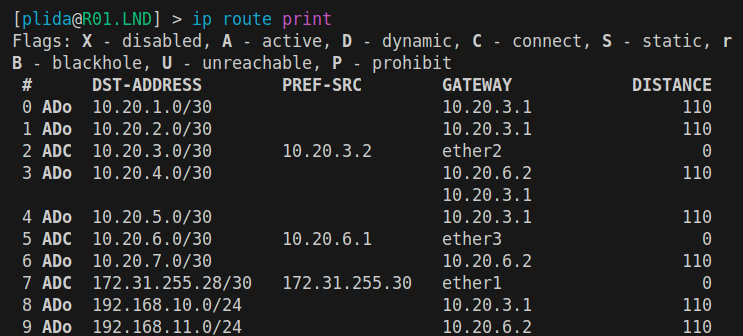 [plida@R01.LND] > ip route print
Flags: X - disabled, A - active, D - dynamic, C - connect, S - static, r
B - blackhole, U - unreachable, P - prohibit
 #      DST-ADDRESS        PREF-SRC        GATEWAY            DISTANCE
 0 ADo  10.20.1.0/30                       10.20.3.1               110
 1 ADo  10.20.2.0/30                       10.20.3.1               110
 2 ADC  10.20.3.0/30       10.20.3.2       ether2                    0
 3 ADo  10.20.4.0/30                       10.20.6.2               110
                                           10.20.3.1
 4 ADo  10.20.5.0/30                       10.20.3.1               110
 5 ADC  10.20.6.0/30       10.20.6.1       ether3                    0
 6 ADo  10.20.7.0/30                       10.20.6.2               110
 7 ADC  172.31.255.28/30   172.31.255.30   ether1                    0
 8 ADo  192.168.10.0/24                    10.20.3.1               110
 9 ADo  192.168.11.0/24                    10.20.6.2               110